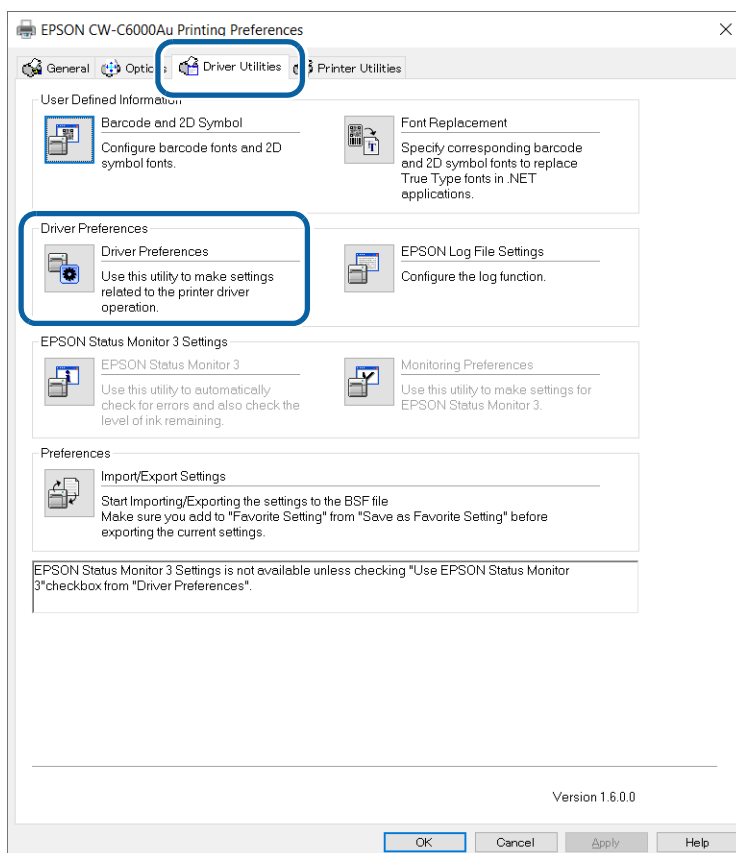 EPSON CW-C6000Au Printing Preferences
General
Driver Utilities
Printer Utilities
User Defined Information
Barcode and 2D Symbol
Configure barcode fonts and 2D
symbol fonts.
Font Replacement
Specify corresponding barcode
and 2D symbol fonts to replace
True Type fonts in .NET
applications.
Driver Preferences
Driver Preferences
Use this utility to make settings
related to the printer driver
operation.
EPSON Log File Settings
Configure the log function.
EPSON Status Monitor 3 Settings
EPSON Status Monitor 3
Use this utility to automatically
check for errors and also check the
level of ink remaining.
Monitoring Preferences
Use this utility to make settings for
EPSON Status Monitor 3.
Preferences
Import/Export Settings
Start Importing/Exporting the settings to the BSF file
Make sure you add to "Favorite Setting" from "Save as Favorite Setting" before
exporting the current settings.
EPSON Status Monitor 3 Settings is not available unless checking "Use EPSON Status Monitor
3"checkbox from "Driver Preferences".
Version 1.6.0.0
OK
Cancel
Apply
Help